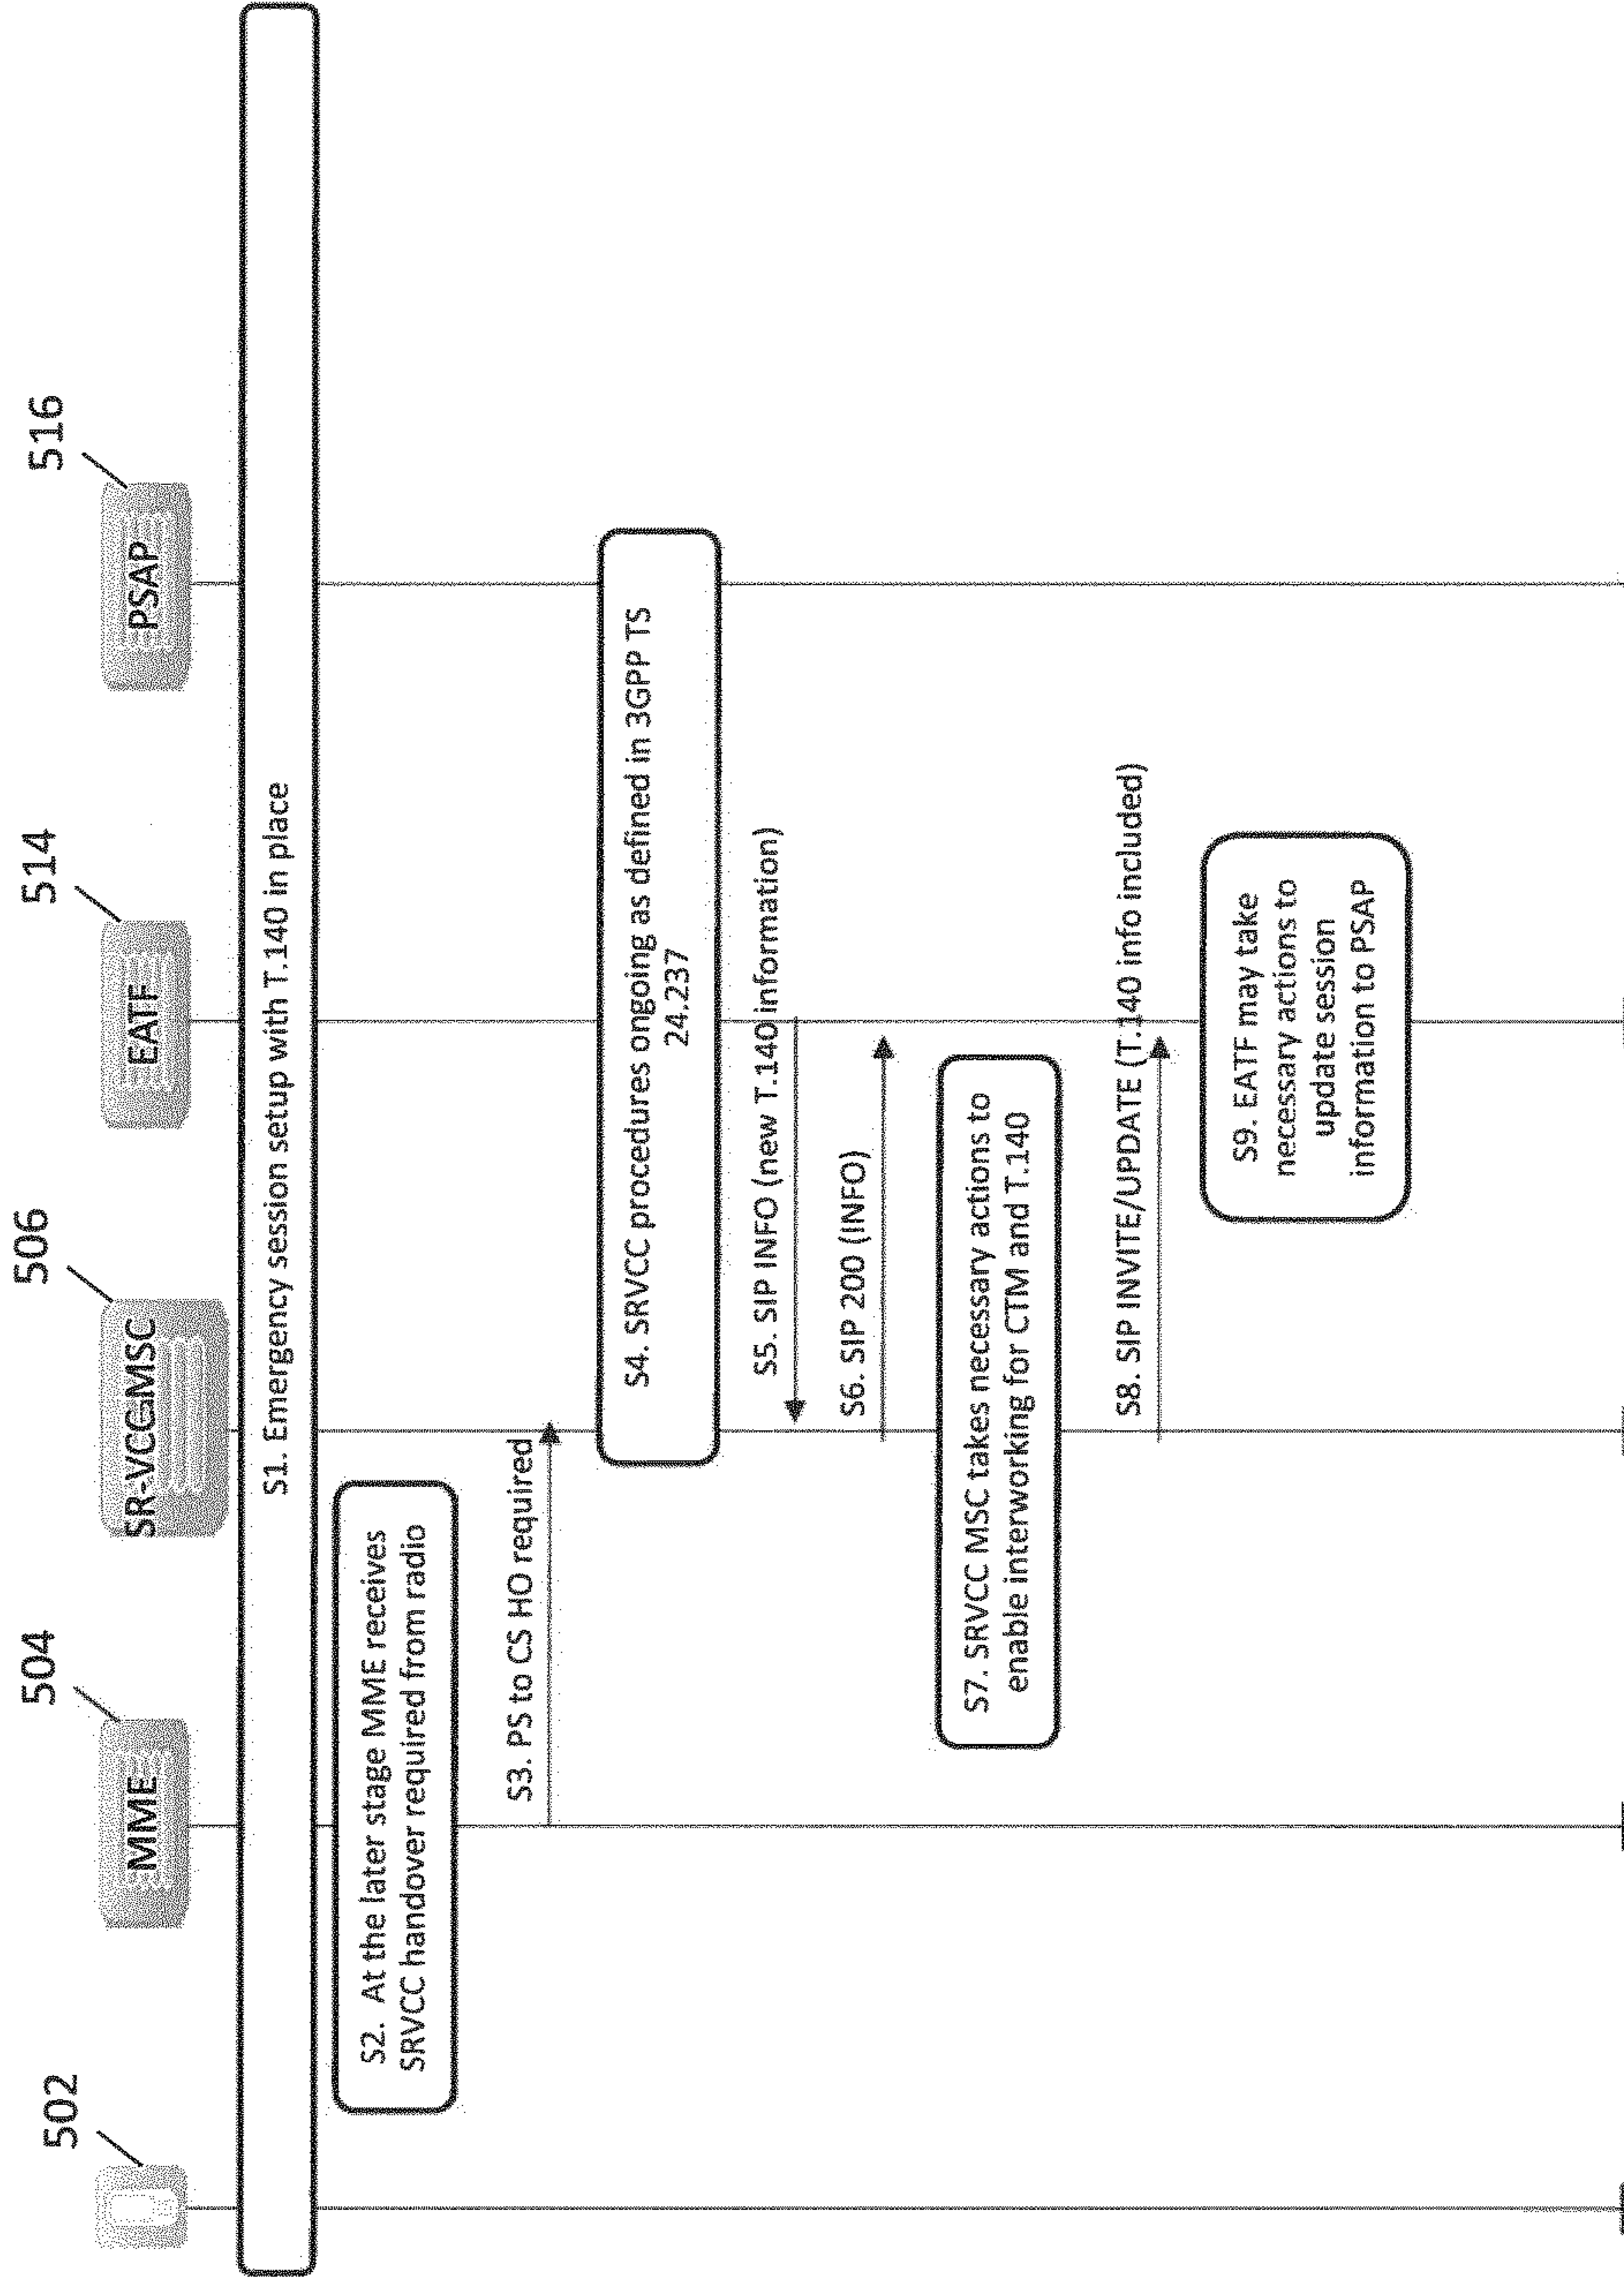 502
504
506
514
516
MME
SR-VCCMSC
EATF
PSAP
S1. Emergency session setup with T.140 in place
S2. At the later stage MME receives
SRVCC handover required from radio
S3. PS to CS HO required
S4. SRVCC procedures ongoing as defined in 3GPP TS
24.237
S5. SIP INFO (new T.140 information)
S6. SIP 200 (INFO)
S7. SRVCC MSC takes necessary actions to
enable interworking for CTM and T.140
S8. SIP INVITE/UPDATE (T.140 info included)
S9. EATF may take
necessary actions to
update session
information to PSAP